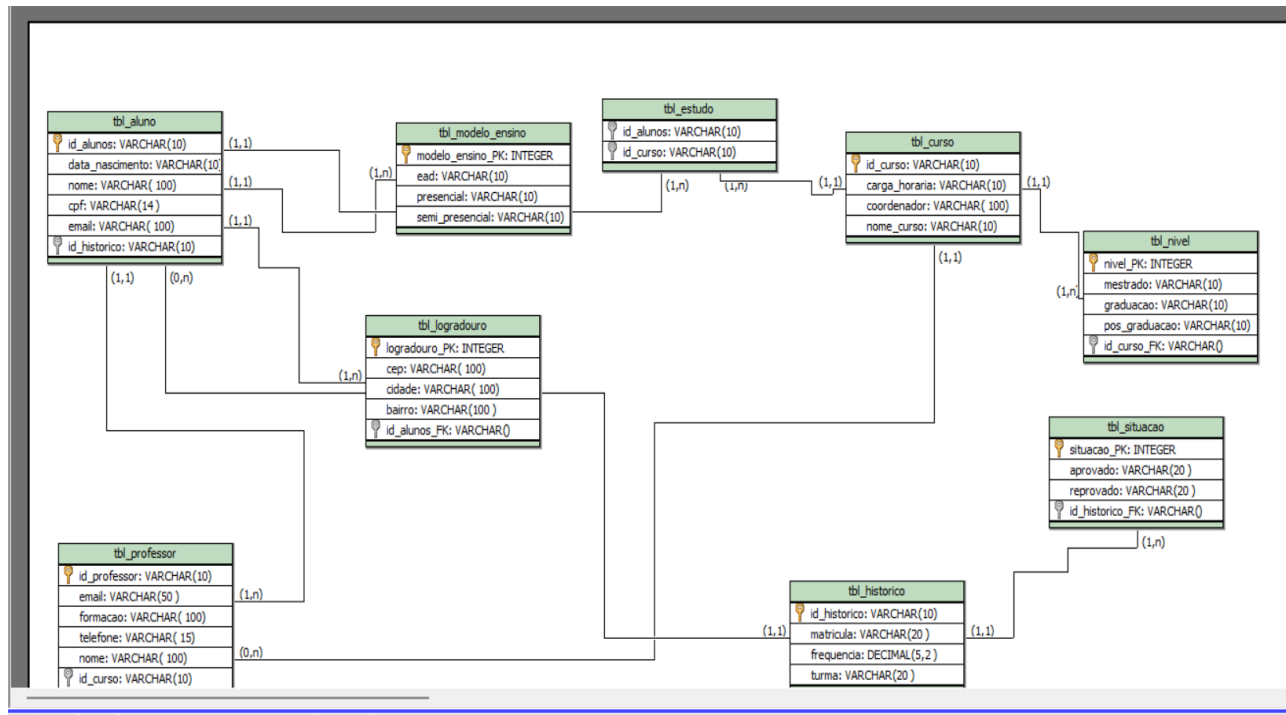 tbl_aluno
id_alunos: VARCHAR(10)
data_nascimento: VARCHAR(10)
nome: VARCHAR( 100)
cpf: VARCHAR(14 )
email: VARCHAR( 100)
id_historico: VARCHAR(10)
(1,1)
(1,1)
(1,1)
(1,1)
(0,n)
tbl_modelo_ensino
modelo_ensino_PK: INTEGER
ead: VARCHAR(10)
presencial: VARCHAR(10)
semi_presencial: VARCHAR(10)
(1,n)
tbl_estudo
id_alunos: VARCHAR(10)
id_curso: VARCHAR(10)
(1,n)
(1,n)
tbl_curso
id_curso: VARCHAR(10)
carga_horaria: VARCHAR(10)
coordenador: VARCHAR( 100)
nome_curso: VARCHAR(10)
(1,1)
(1,1)
(1,1)
tbl_nivel
nivel_PK: INTEGER
mestrado: VARCHAR(10)
graduacao: VARCHAR(10)
pos_graduacao: VARCHAR(10)
id_curso_FK: VARCHAR()
(1,n)
tbl_logradouro
logradouro_PK: INTEGER
cep: VARCHAR( 100)
cidade: VARCHAR( 100)
bairro: VARCHAR(100 )
id_alunos_FK: VARCHAR()
(1,n)
tbl_situacao
situacao_PK: INTEGER
aprovado: VARCHAR(20 )
reprovado: VARCHAR(20 )
id_historico_FK: VARCHAR()
(1,n)
tbl_professor
id_professor: VARCHAR(10)
email: VARCHAR(50 )
formacao: VARCHAR( 100)
telefone: VARCHAR( 15)
nome: VARCHAR( 100)
id_curso: VARCHAR(10)
(1,n)
(0,n)
tbl_historico
id_historico: VARCHAR(10)
matricula: VARCHAR(20 )
frequencia: DECIMAL(5,2 )
turma: VARCHAR(20 )
(1,1)
(1,1)